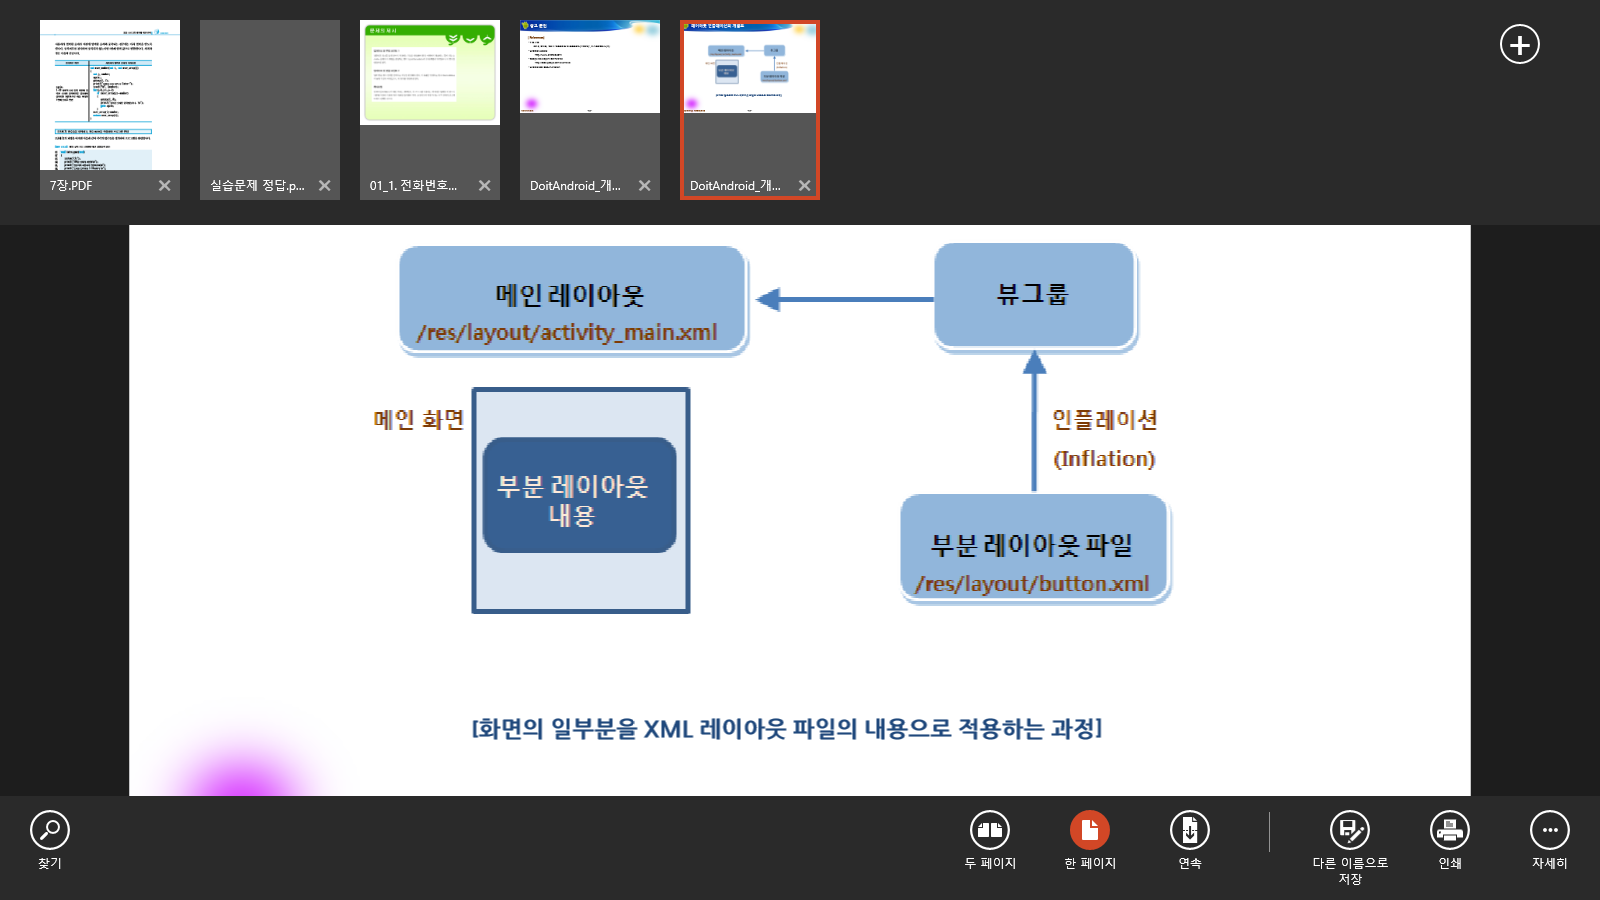 7장.PDF
실습문제 정답.p...
01_1. 전화번호...
DoitAndroid_개...
DoitAndroid_개...
메인 레이아웃
/res/layout/activity_main.xml
뷰그룹
메인 화면
부분 레이아웃
내용
인플레이션
(Inflation)
부분 레이아웃 파일
/res/layout/button.xml
[화면의 일부분을 XML 레이아웃 파일의 내용으로 적용하는 과정]
찾기
두 페이지
한 페이지
연속
다른 이름으로
저장
인쇄
자세히